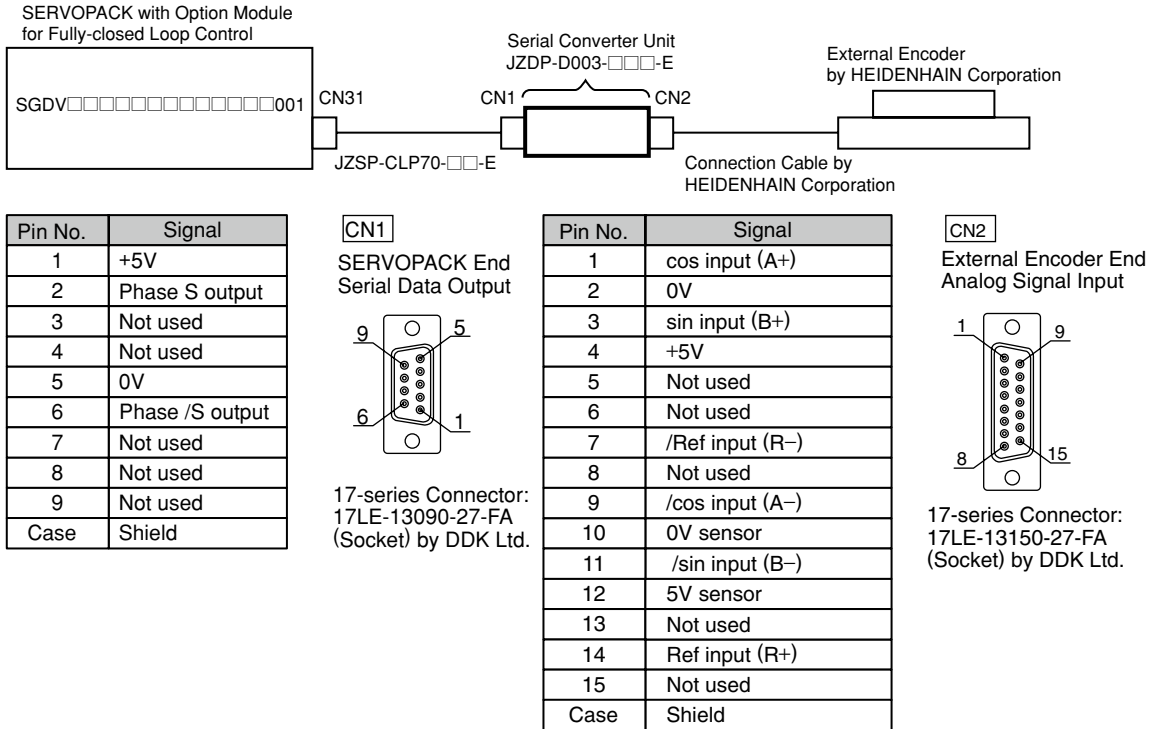 SERVOPACK with Option Module
for Fully-closed Loop Control
SGDV□□□□□□□□□□□□□001
CN31
JZSP-CLP70-□□-E
Serial Converter Unit
JZDP-D003-□□□-E
CN1
CN2
Connection Cable by
HEIDENHAIN Corporation
External Encoder
by HEIDENHAIN Corporation
Pin No. Signal
1 +5V
2 Phase S output
3 Not used
4 Not used
5 0V
6 Phase /S output
7 Not used
8 Not used
9 Not used
Case Shield
CN1
SERVOPACK End
Serial Data Output
9 5
6 1
17-series Connector:
17LE-13090-27-FA
(Socket) by DDK Ltd.
Pin No. Signal
1 cos input (A+)
2 0V
3 sin input (B+)
4 +5V
5 Not used
6 Not used
7 /Ref input (R−)
8 Not used
9 /cos input (A−)
10 0V sensor
11 /sin input (B−)
12 5V sensor
13 Not used
14 Ref input (R+)
15 Not used
Case Shield
CN2
External Encoder End
Analog Signal Input
1 9
8 15
17-series Connector:
17LE-13150-27-FA
(Socket) by DDK Ltd.